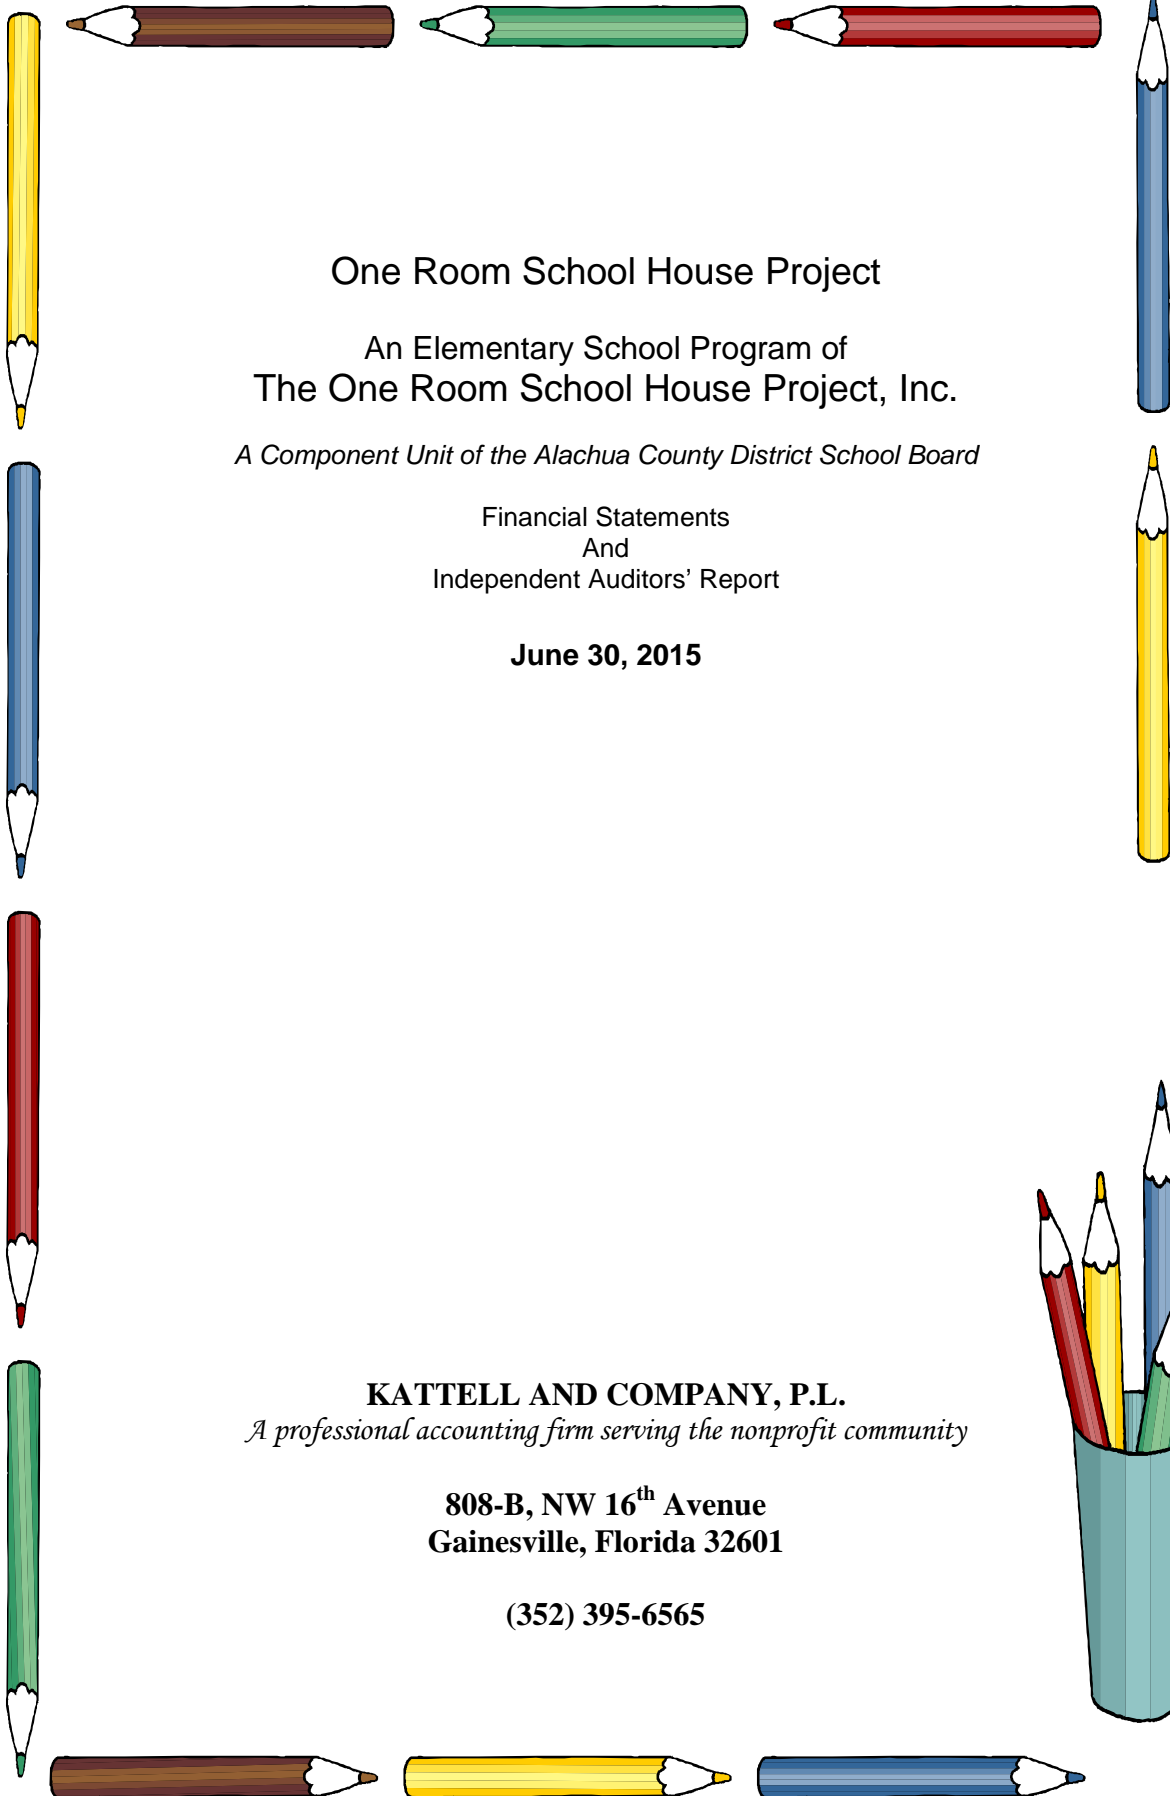 One Room School House Project
An Elementary School Program of
The One Room School House Project, Inc.
A Component Unit of the Alachua County District School Board
Financial Statements
And
Independent Auditors’ Report
June 30, 2015
KATTELL AND COMPANY, P.L.
A professional accounting firm serving the nonprofit community
808-B, NW 16th Avenue
Gainesville, Florida 32601
(352) 395-6565